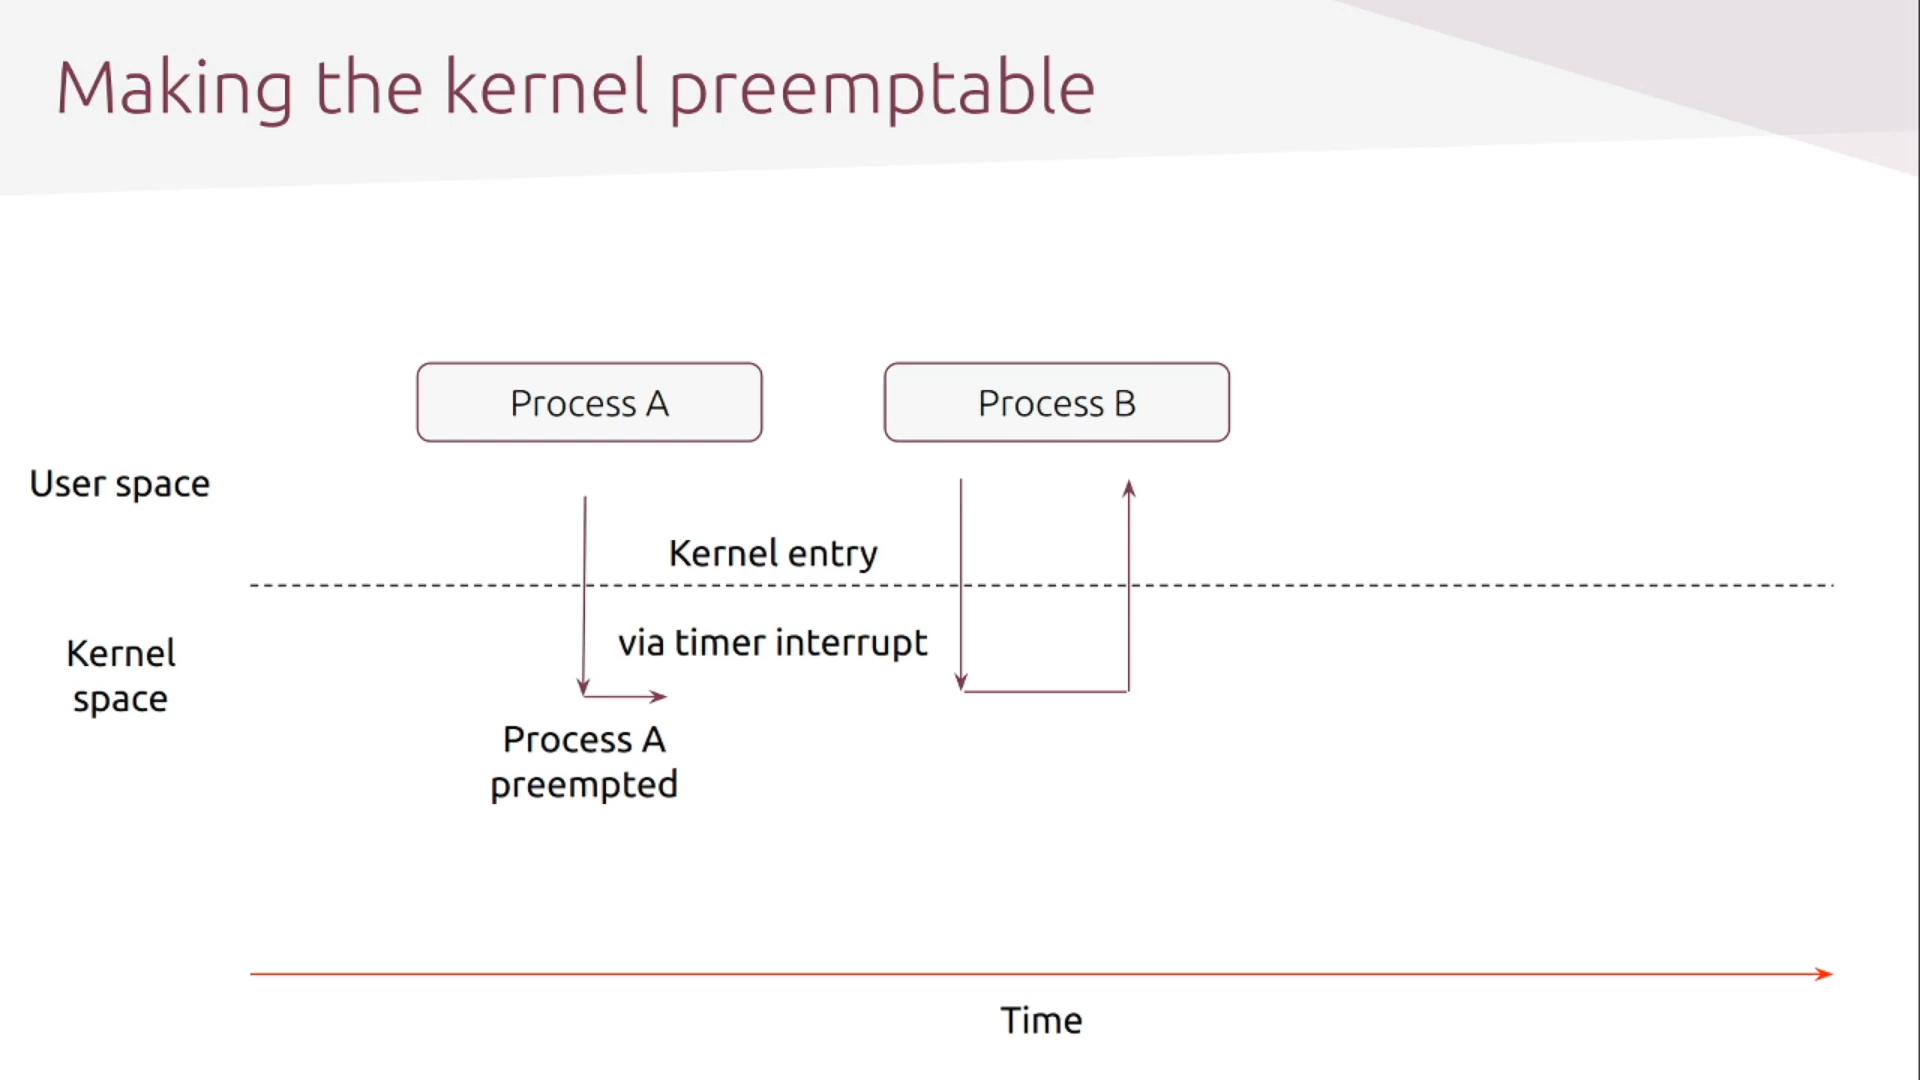 Making the kernel preemptable
Process A
Process B
User space
Kernel entry
Kernel
space
via timer interrupt
Process A
preempted
Time